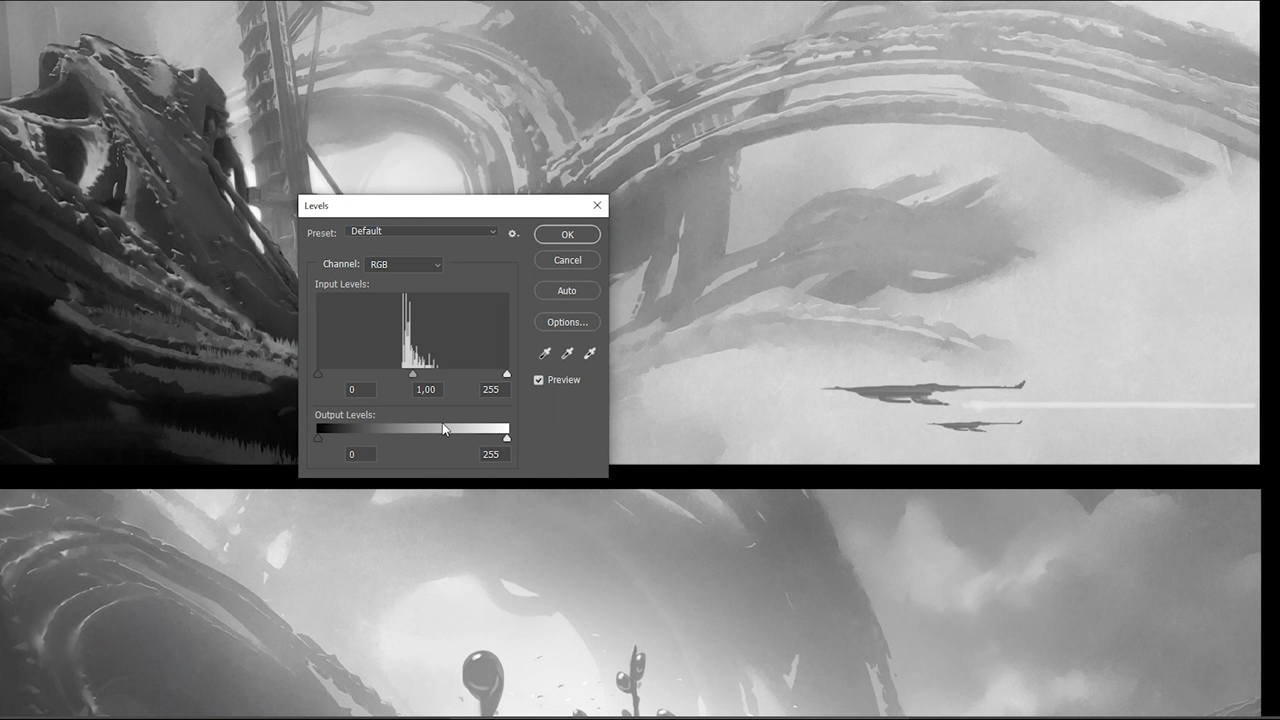 Levels
Preset: Default
OK
Channel: RGB
Cancel
Input Levels:
Auto
Options...
Preview
0 1,00 255
Output Levels:
0 255